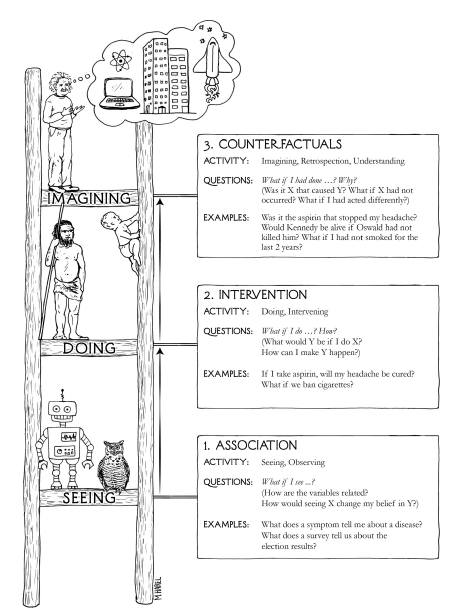 3. COUNTERFACTUALS
ACTIVITY: Imagining, Retrospection, Understanding
QUESTIONS: What if I had done …? Why?
(Was it X that caused Y? What if X had not
occurred? What if I had acted differently?)
EXAMPLES: Was it the aspirin that stopped my headache?
Would Kennedy be alive if Oswald had not
killed him? What if I had not smoked for the
last 2 years?
IMAGINING
2. INTERVENTION
ACTIVITY: Doing, Intervening
QUESTIONS: What if I do …? How?
(What would Y be if I do X?
How can I make Y happen?)
EXAMPLES: If I take aspirin, will my headache be cured?
What if we ban cigarettes?
DOING
1. ASSOCIATION
ACTIVITY: Seeing, Observing
QUESTIONS: What if I see ...?
(How are the variables related?
How would seeing X change my belief in Y?)
EXAMPLES: What does a symptom tell me about a disease?
What does a survey tell us about the
election results?
SEEING
M HAREL